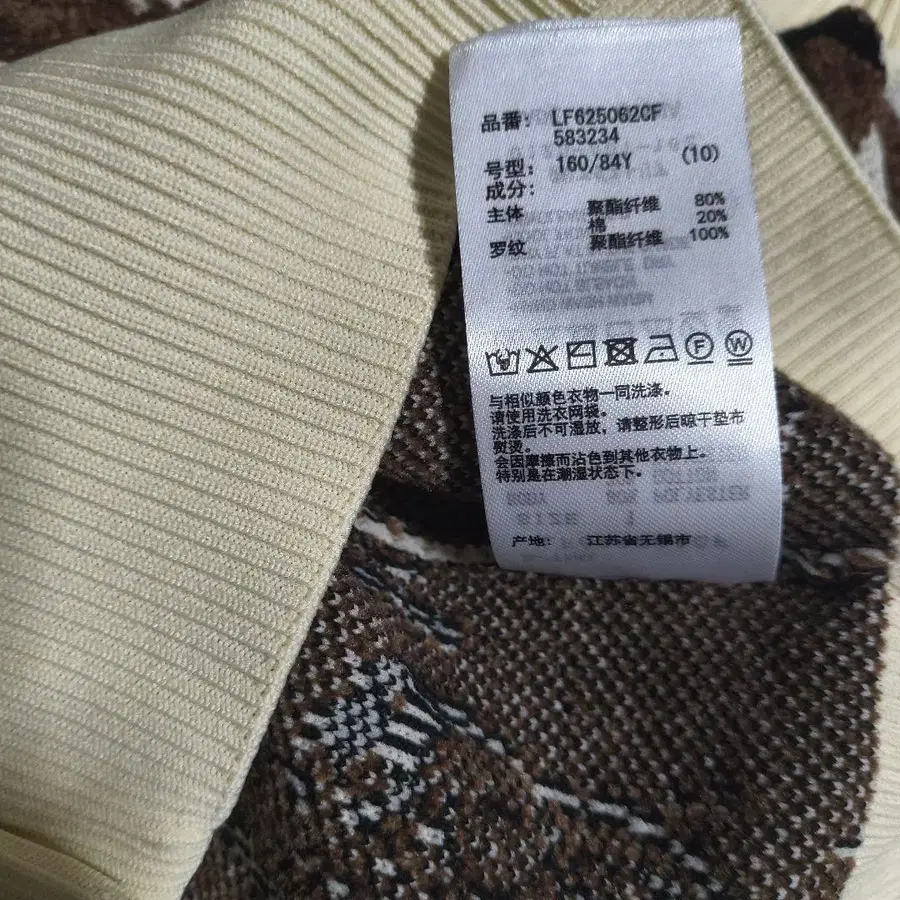 品番: LF625062CF
583234
号型: 160/84Y (10)
成分:
主体 聚酯纤维 80%
棉 20%
罗纹 聚酯纤维 100%
与相似颜色衣物一同洗涤.
请使用洗衣网袋.
洗涤后不可湿放, 请整形后晾干垫布
熨烫.
会因摩擦而沾色到其他衣物上.
特别是在潮湿状态下.
产地: 江苏省无锡市